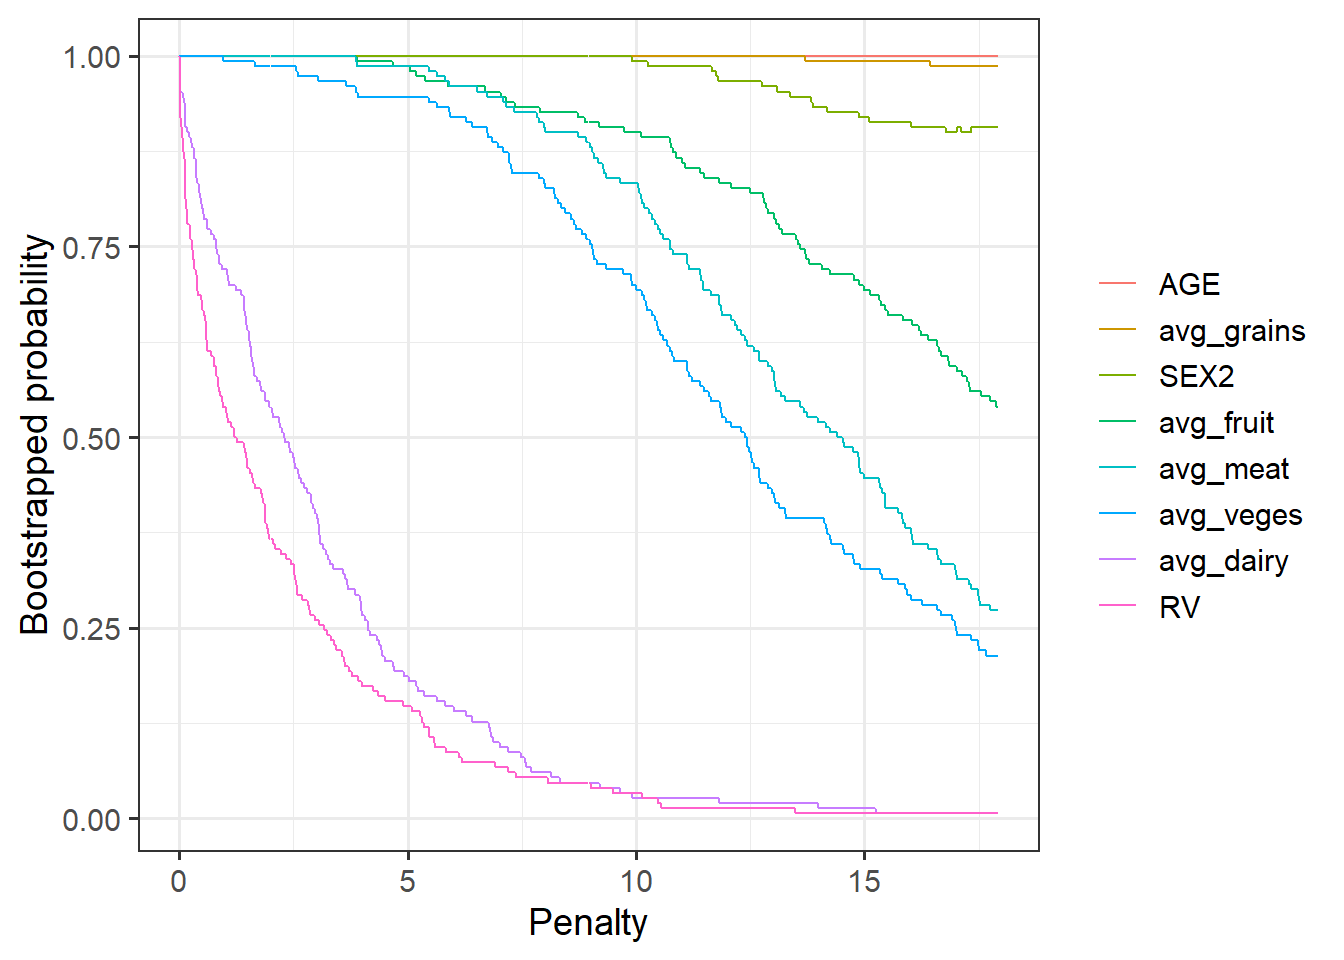 Bootstrapped probability
1.00
0.75
0.50
0.25
0.00
0
5
10
15
Penalty
AGE
avg_grains
SEX2
avg_fruit
avg_meat
avg_veges
avg_dairy
RV